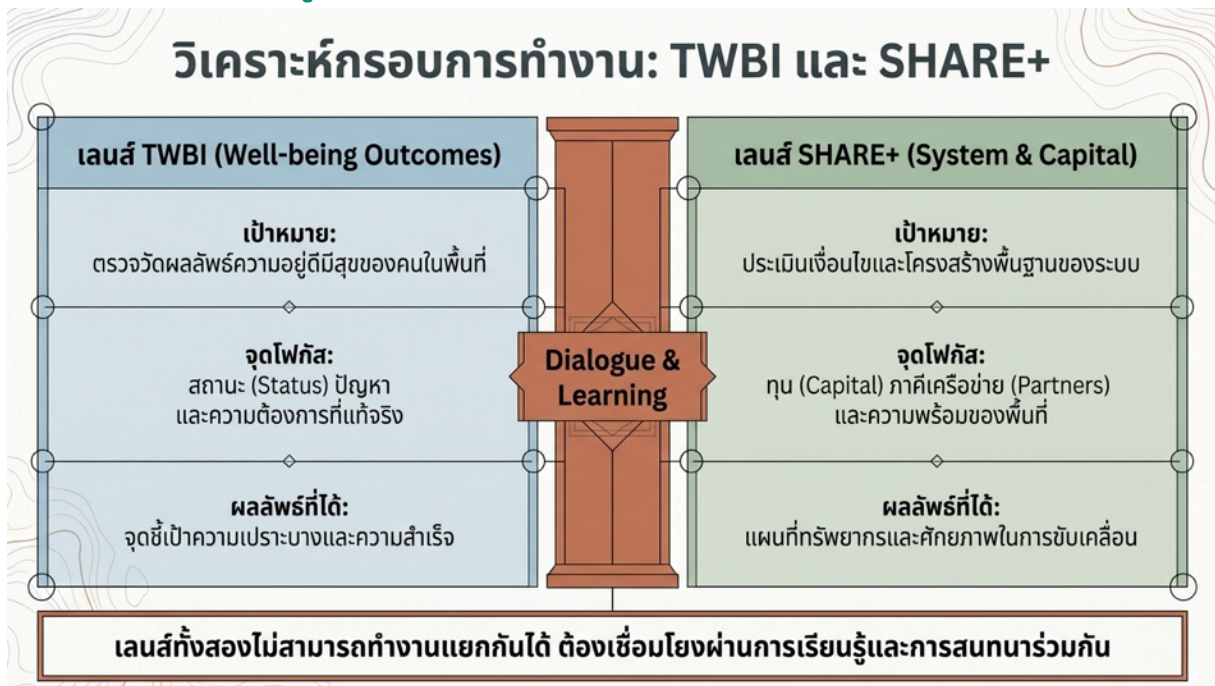 วิเคราะห์กรอบการทำงาน: TWBI และ SHARE+
เลนส์ TWBI (Well-being Outcomes)
เป้าหมาย:
ตรวจวัดผลลัพธ์ความอยู่ดีมีสุขของคนในพื้นที่
จุดโฟกัส:
สถานะ (Status) ปัญหา
และความต้องการที่แท้จริง
ผลลัพธ์ที่ได้:
จุดชี้เป้าความเปราะบางและความสำเร็จ
Dialogue &
Learning
เลนส์ SHARE+ (System & Capital)
เป้าหมาย:
ประเมินเงื่อนไขและโครงสร้างพื้นฐานของระบบ
จุดโฟกัส:
ทุน (Capital) ภาคีเครือข่าย (Partners)
และความพร้อมของพื้นที่
ผลลัพธ์ที่ได้:
แผนที่ทรัพยากรและศักยภาพในการขับเคลื่อน
เลนส์ทั้งสองไม่สามารถทำงานแยกกันได้ ต้องเชื่อมโยงผ่านการเรียนรู้และการสนทนาร่วมกัน